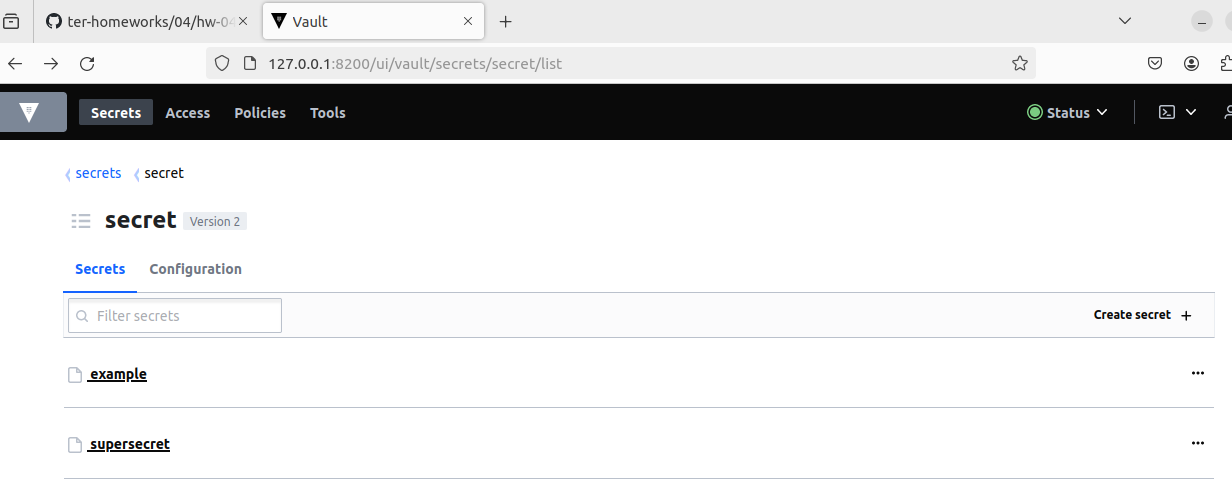 ter-homeworks/04/hw-04
Vault
127.0.0.1:8200/ui/vault/secrets/secret/list
Secrets Access Policies Tools Status
secrets secret
secret Version 2
Secrets Configuration
Filter secrets Create secret +
example
supersecret